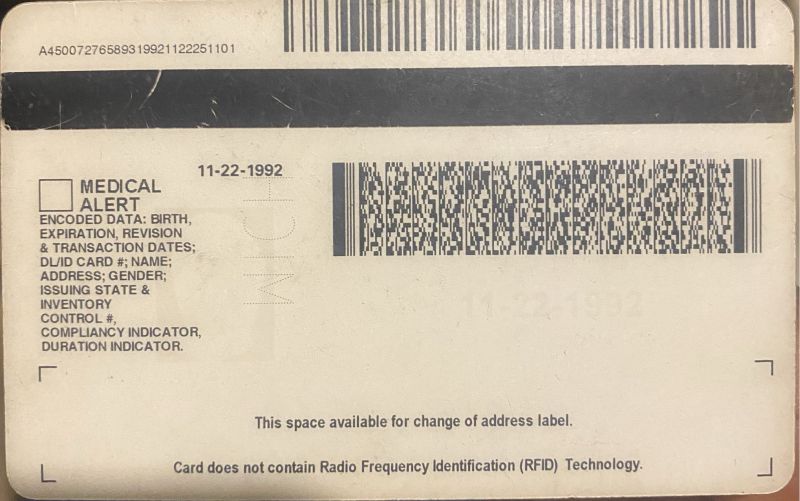 A45007276589319921122251101
11-22-1992
MEDICAL
ALERT
ENCODED DATA: BIRTH,
EXPIRATION, REVISION
& TRANSACTION DATES;
DL/ID CARD #; NAME;
ADDRESS; GENDER;
ISSUING STATE &
INVENTORY
CONTROL #,
COMPLIANCY INDICATOR,
DURATION INDICATOR.
MICH
11-22-1992
This space available for change of address label.
Card does not contain Radio Frequency Identification (RFID) Technology.